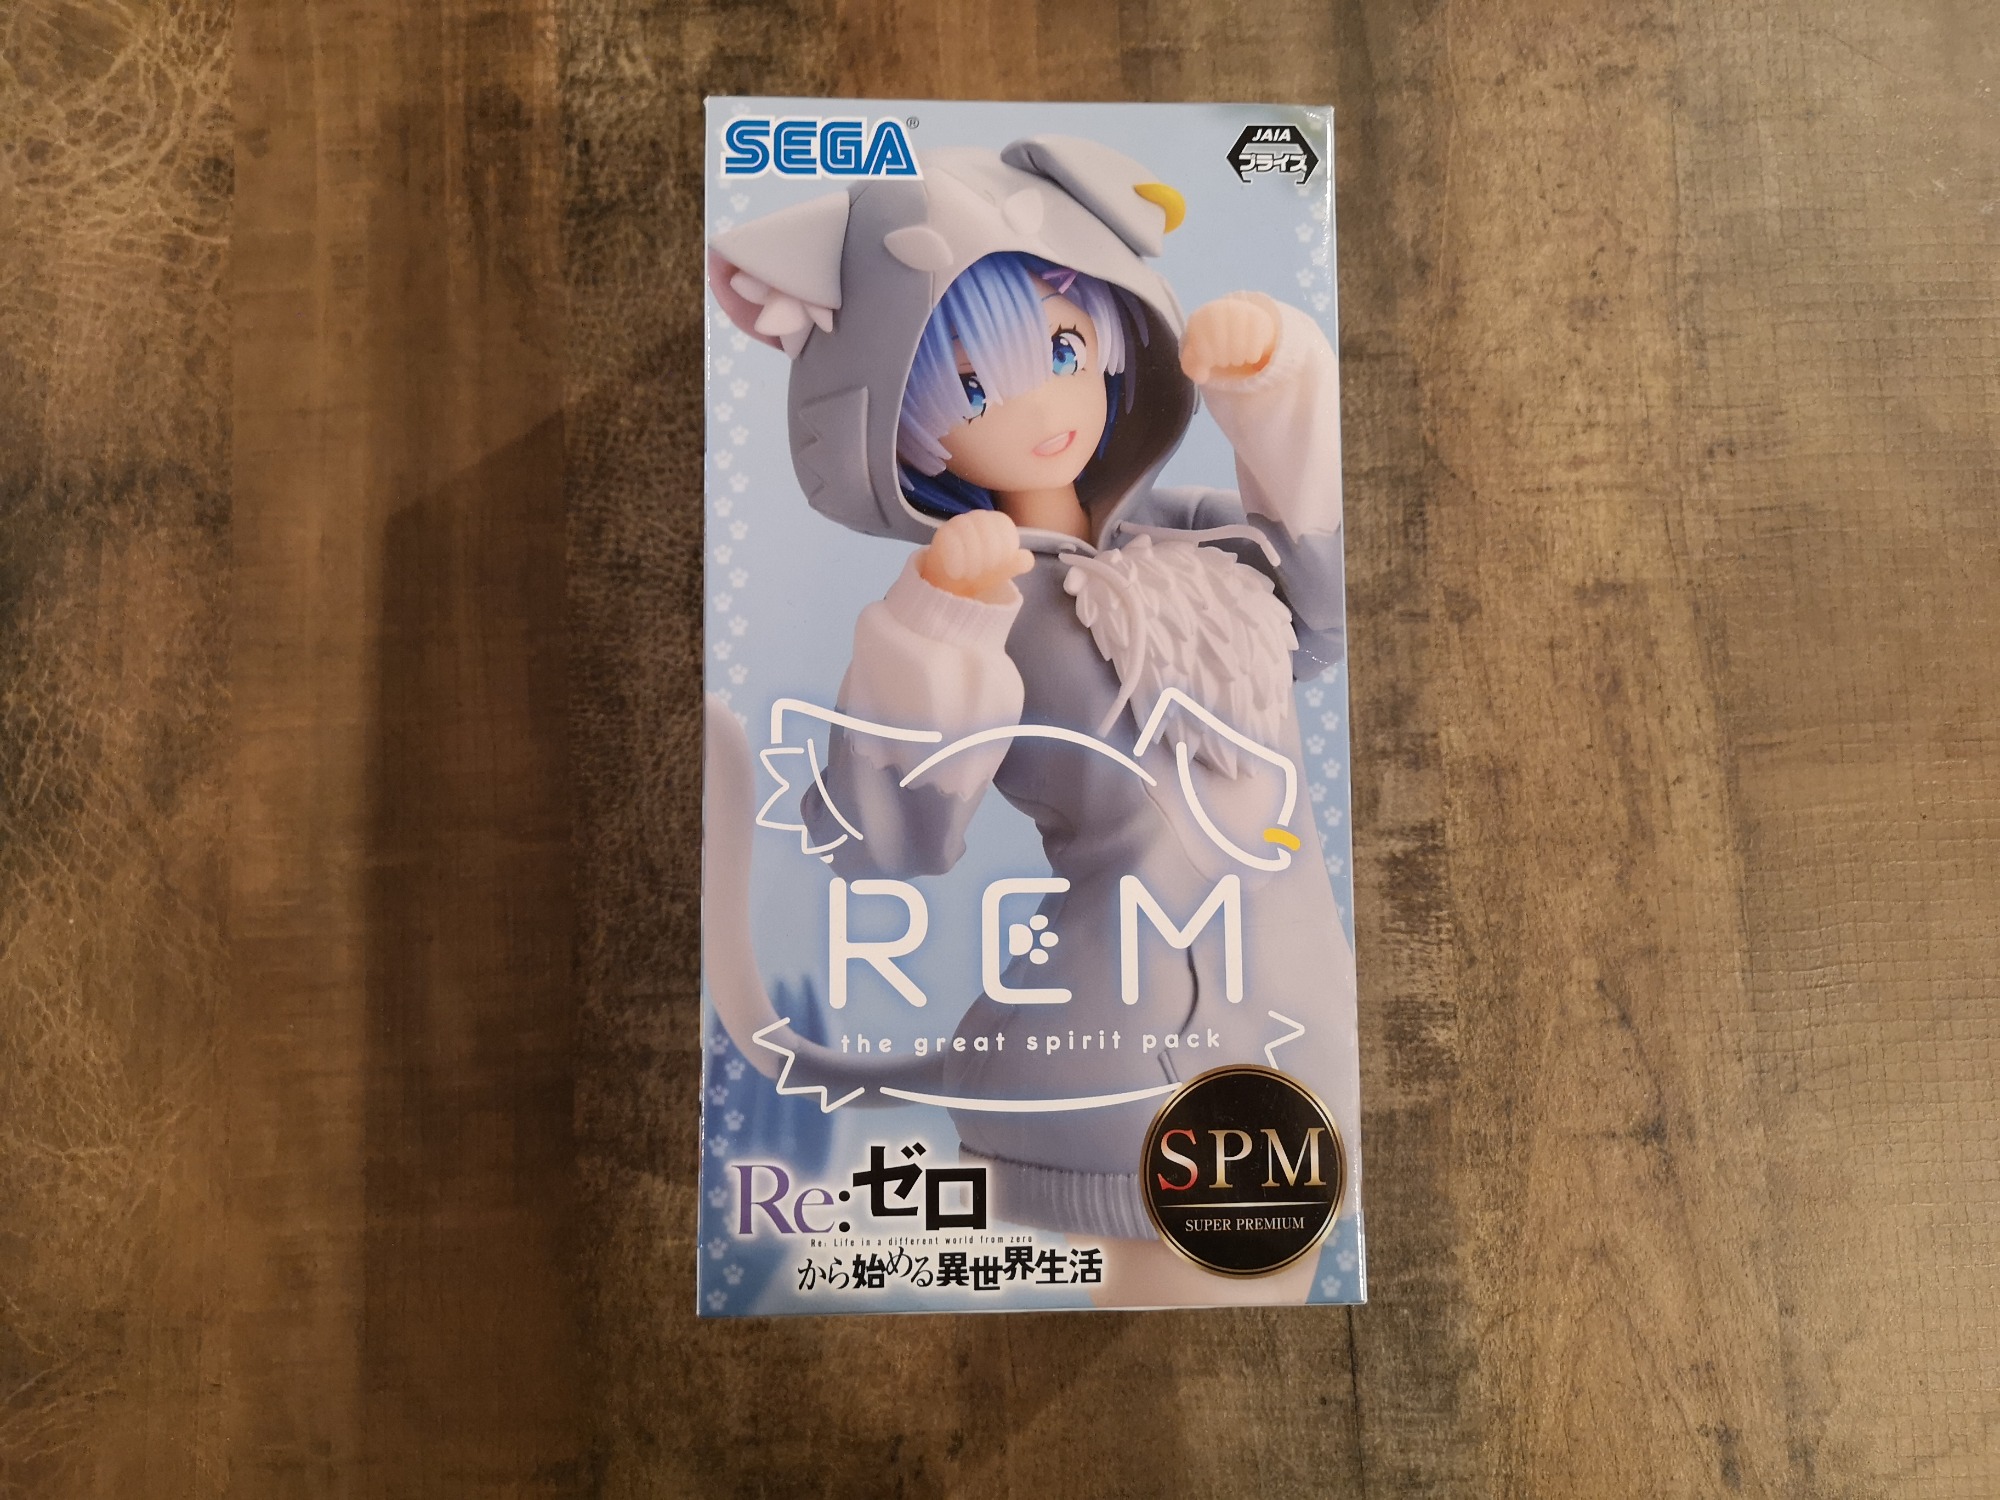 SEGA®
JAIA
プライズ
REM
the great spirit pack
SPM
SUPER PREMIUM
Re:ゼロ
Re: Life in a different world from zero
から始める異世界生活